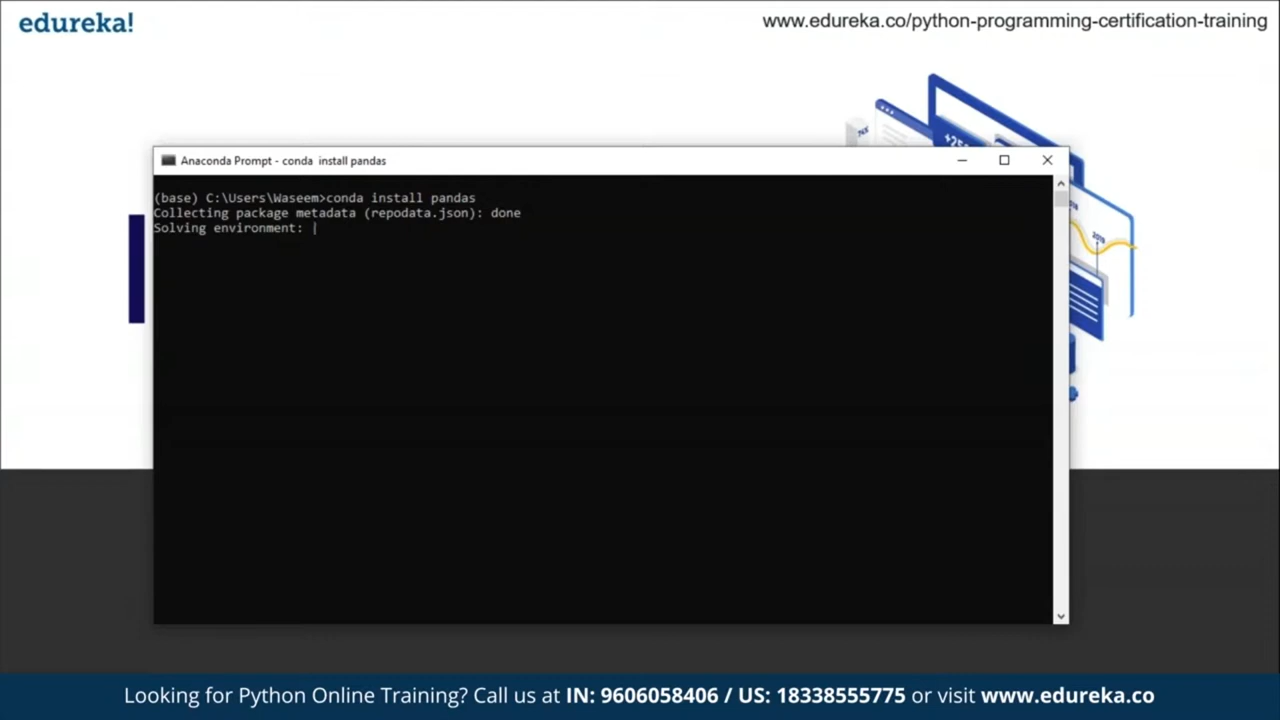 edureka!
www.edureka.co/python-programming-certification-training
Anaconda Prompt - conda  install pandas
(base) C:\Users\Waseem>conda install pandas
Collecting package metadata (repodata.json): done
Solving environment: |
Looking for Python Online Training? Call us at IN: 9606058406 / US: 18338555775 or visit www.edureka.co